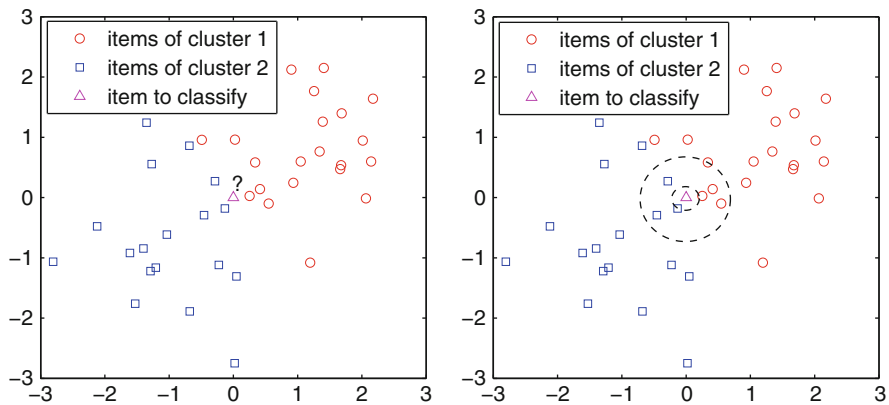 3
2
1
0
−1
−2
−3
−3 −2 −1 0 1 2 3
items of cluster 1
items of cluster 2
item to classify
?
3
2
1
0
−1
−2
−3
−3 −2 −1 0 1 2 3
items of cluster 1
items of cluster 2
item to classify